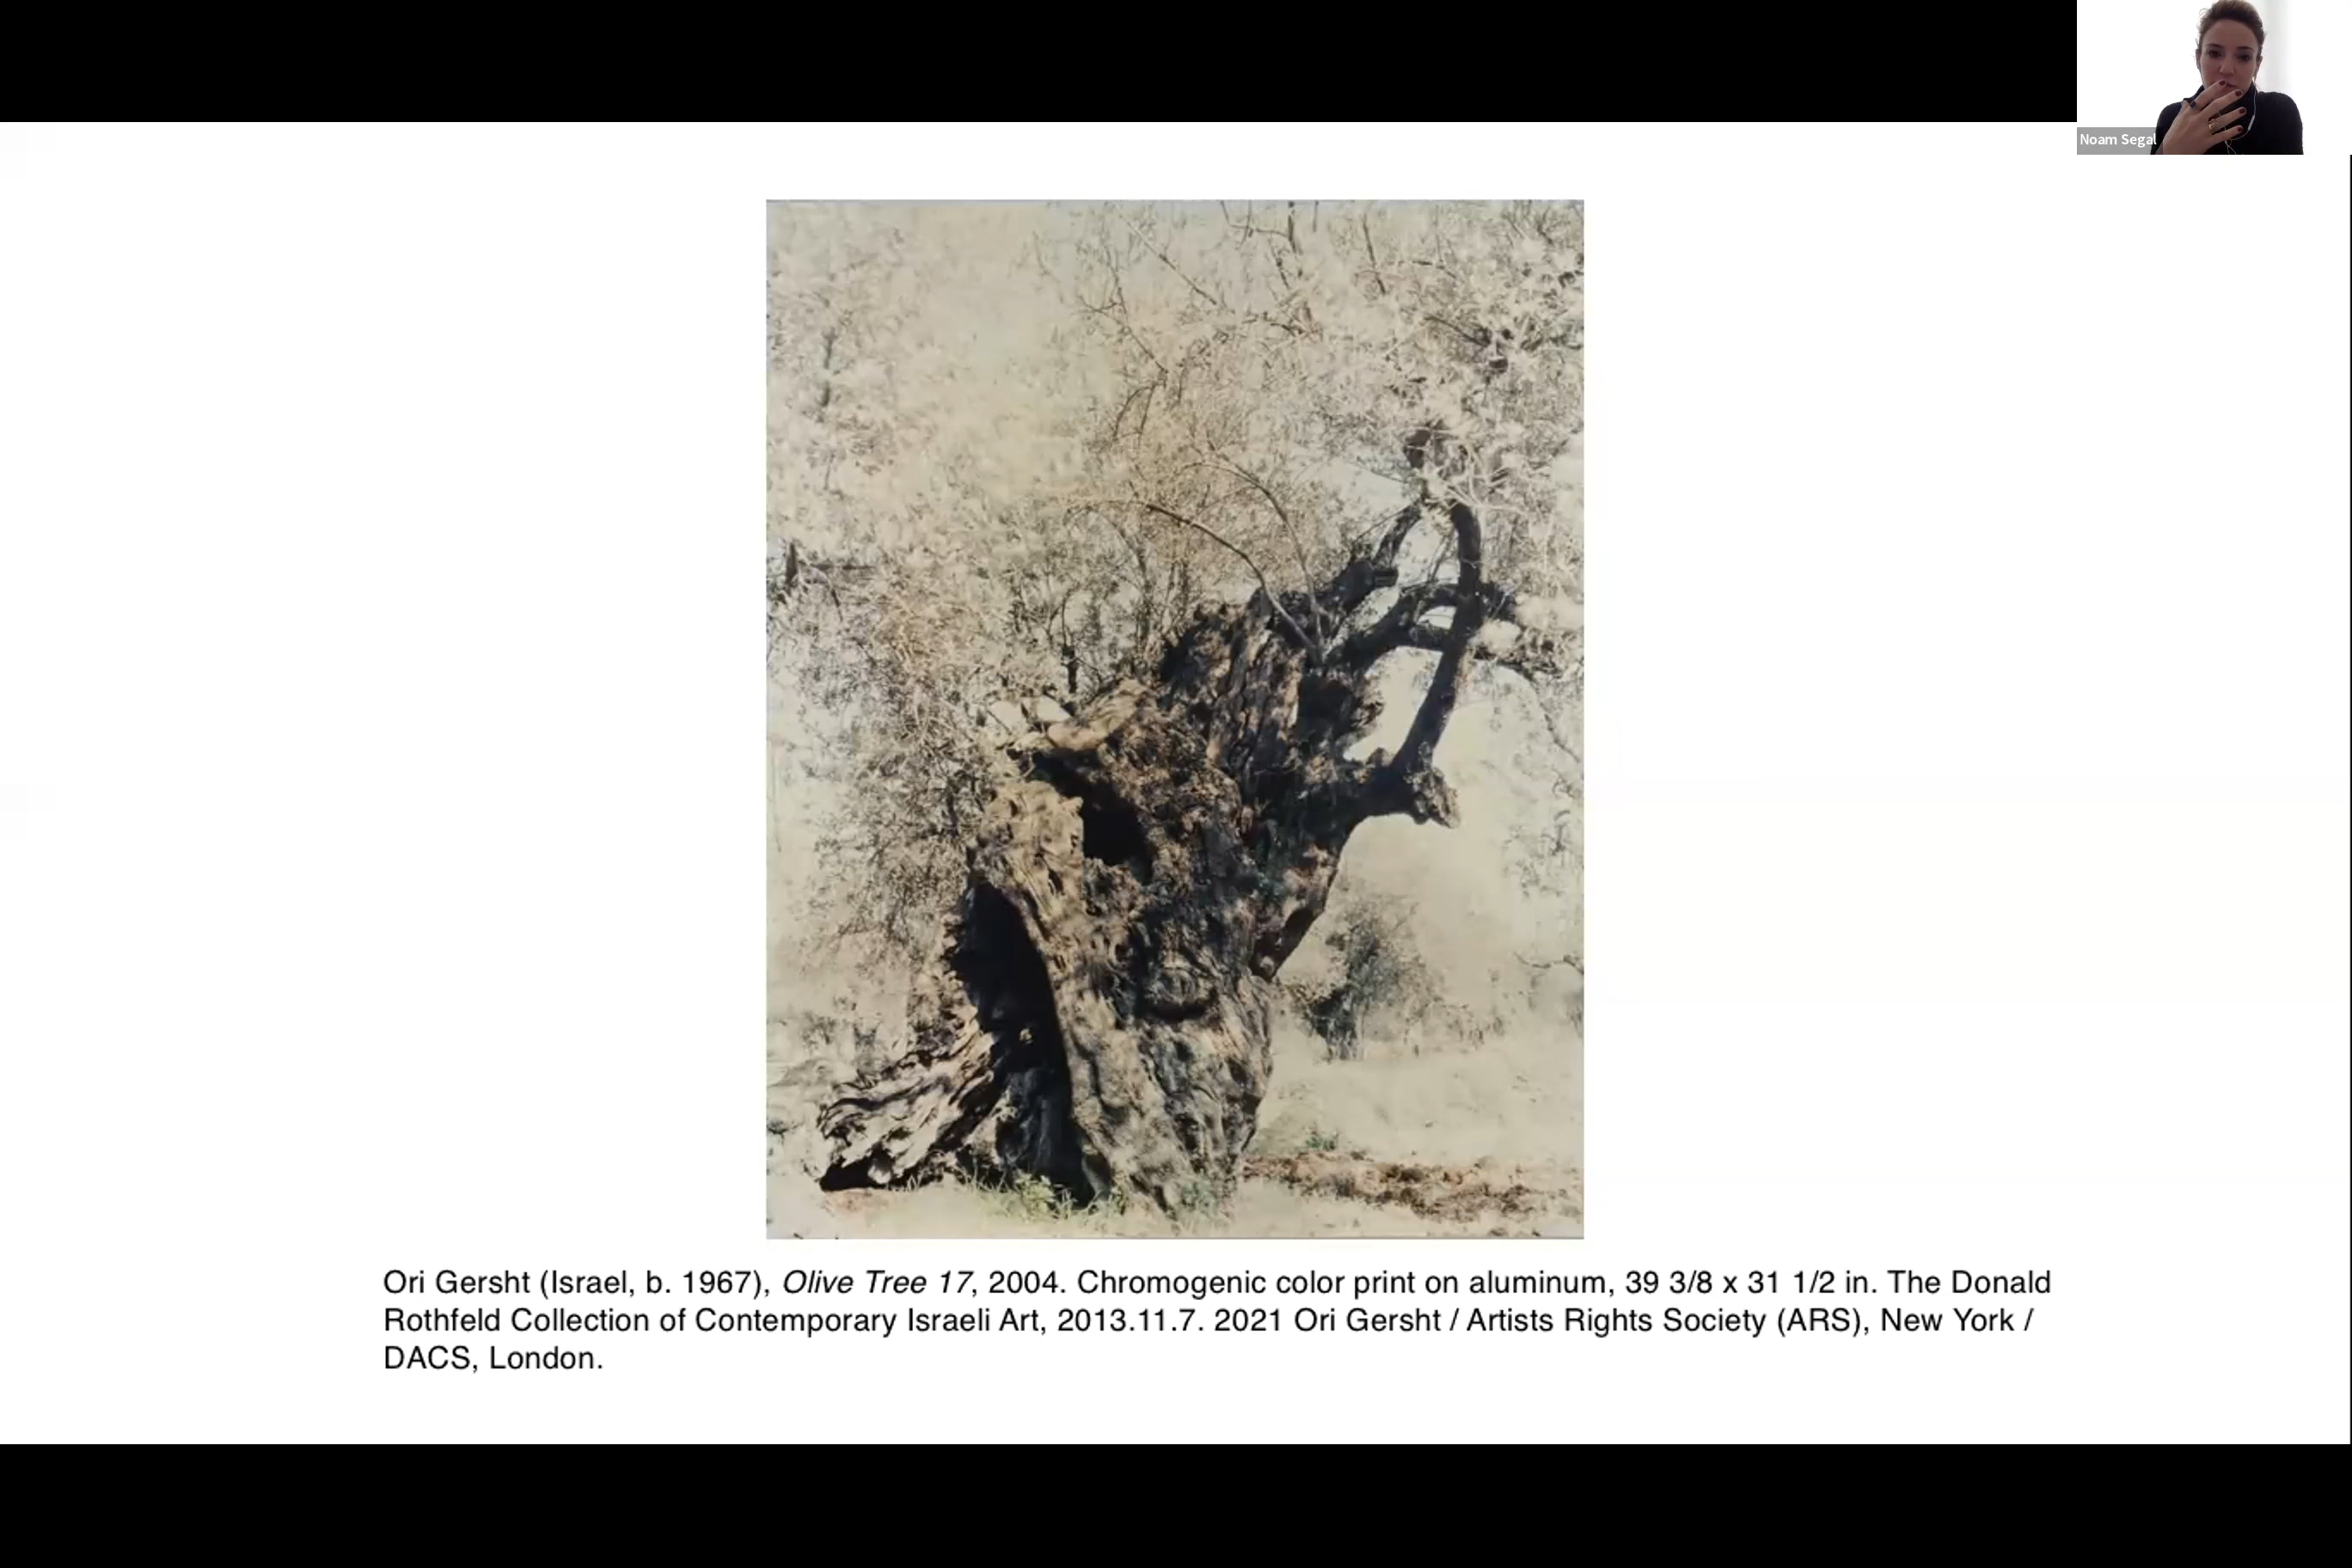 Noam Segal
Ori Gersht (Israel, b. 1967), Olive Tree 17, 2004. Chromogenic color print on aluminum, 39 3/8 x 31 1/2 in. The Donald
Rothfeld Collection of Contemporary Israeli Art, 2013.11.7. 2021 Ori Gersht / Artists Rights Society (ARS), New York /
DACS, London.